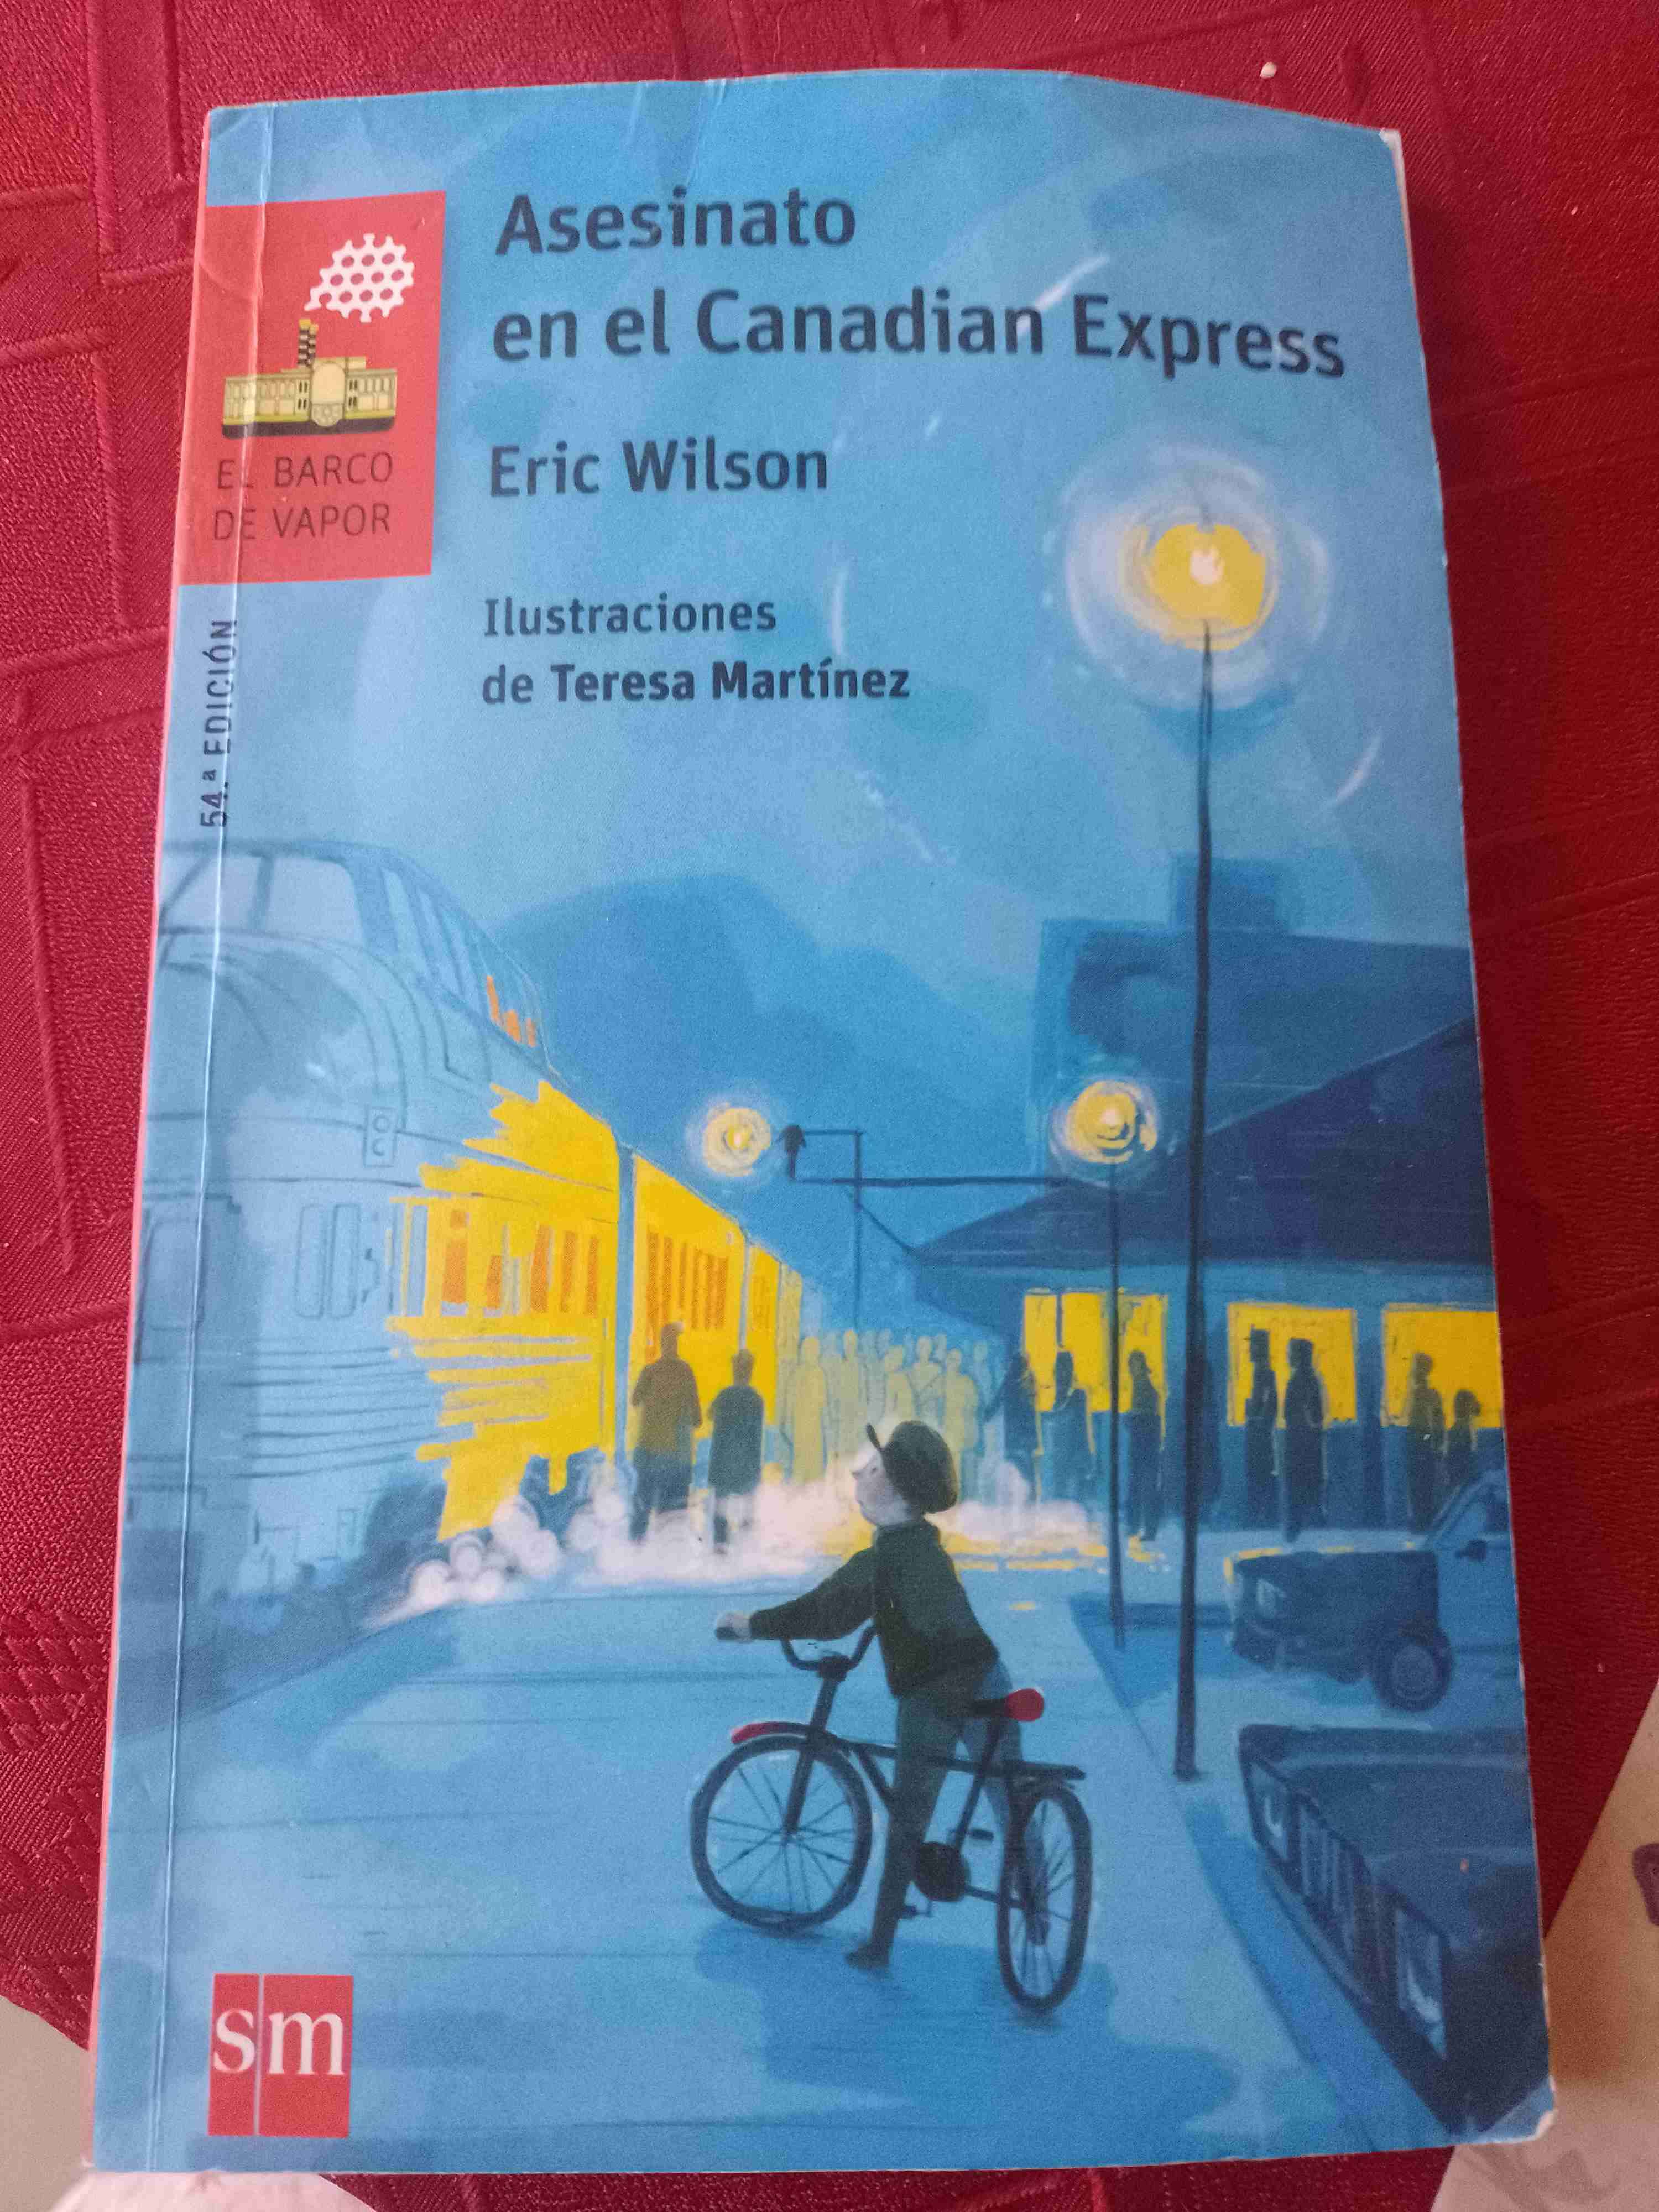 Asesinato
en el Canadian Express
Eric Wilson
Ilustraciones
de Teresa Martínez
EL BARCO
DE VAPOR
54.ª EDICIÓN
sm